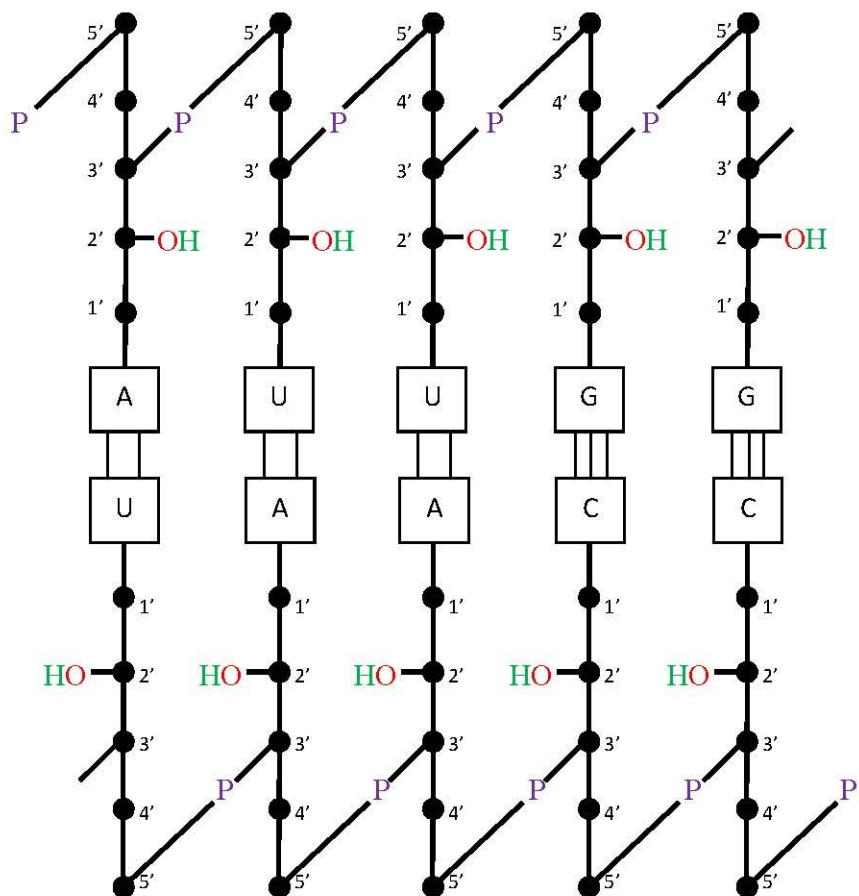 5’ 5’ 5’ 5’ 5’
4’ 4’ 4’ 4’ 4’
P P P P P
3’ 3’ 3’ 3’ 3’
2’ OH 2’ OH 2’ OH 2’ OH 2’ OH
1’ 1’ 1’ 1’ 1’
A U U G G
U A A C C
1’ 1’ 1’ 1’ 1’
HO 2’ HO 2’ HO 2’ HO 2’ HO 2’
3’ 3’ 3’ 3’ 3’
P P P P P
4’ 4’ 4’ 4’ 4’
5’ 5’ 5’ 5’ 5’